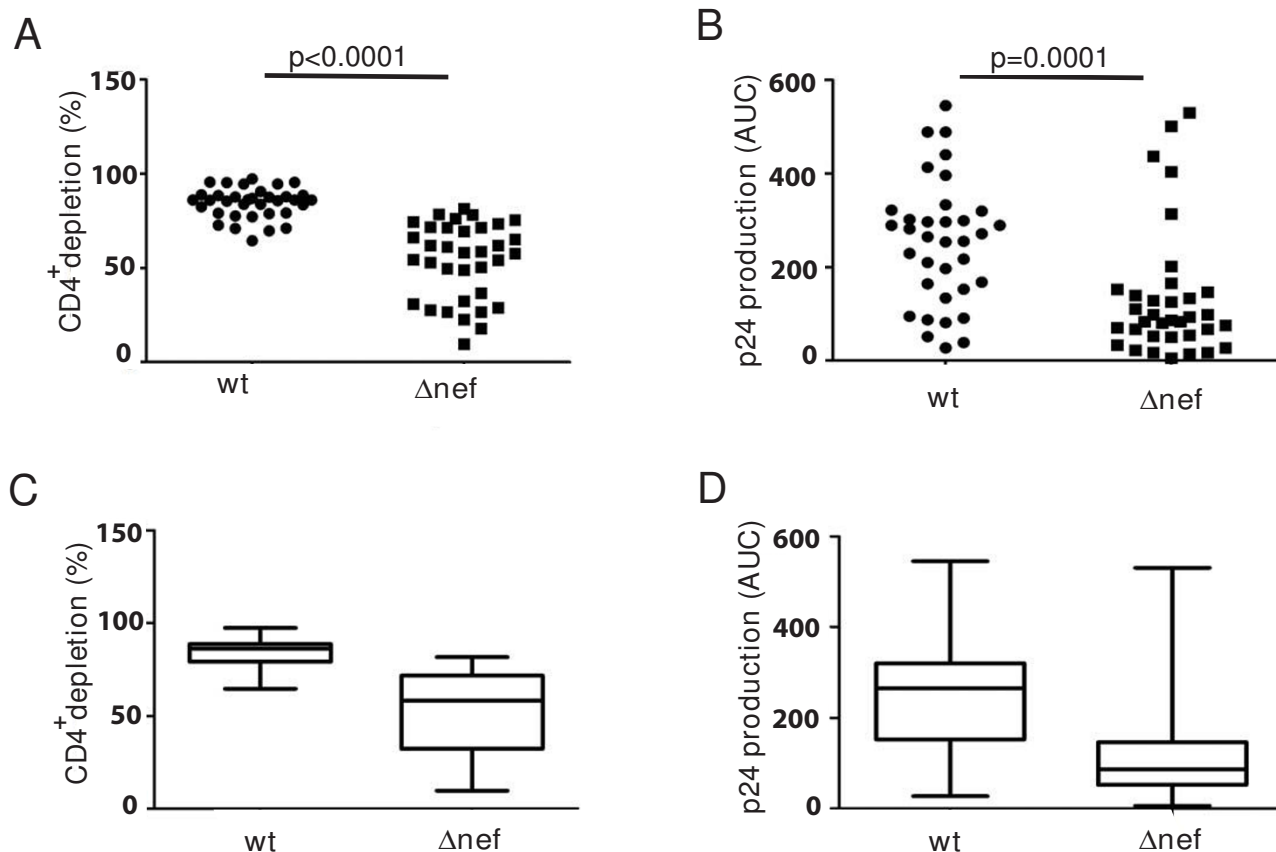 A
B
p<0.0001
p=0.0001
CD4+ depletion (%)
150
100
50
0
wt
Δnef
p24 production (AUC)
600
400
200
0
wt
Δnef
C
D
CD4+ depletion (%)
150
100
50
0
wt
Δnef
p24 production (AUC)
600
400
200
0
wt
Δnef